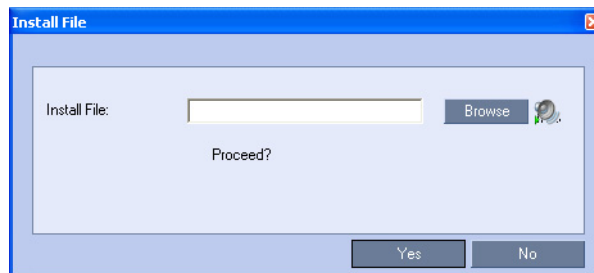 Install File
Install File:
Browse
Proceed?
Yes
No